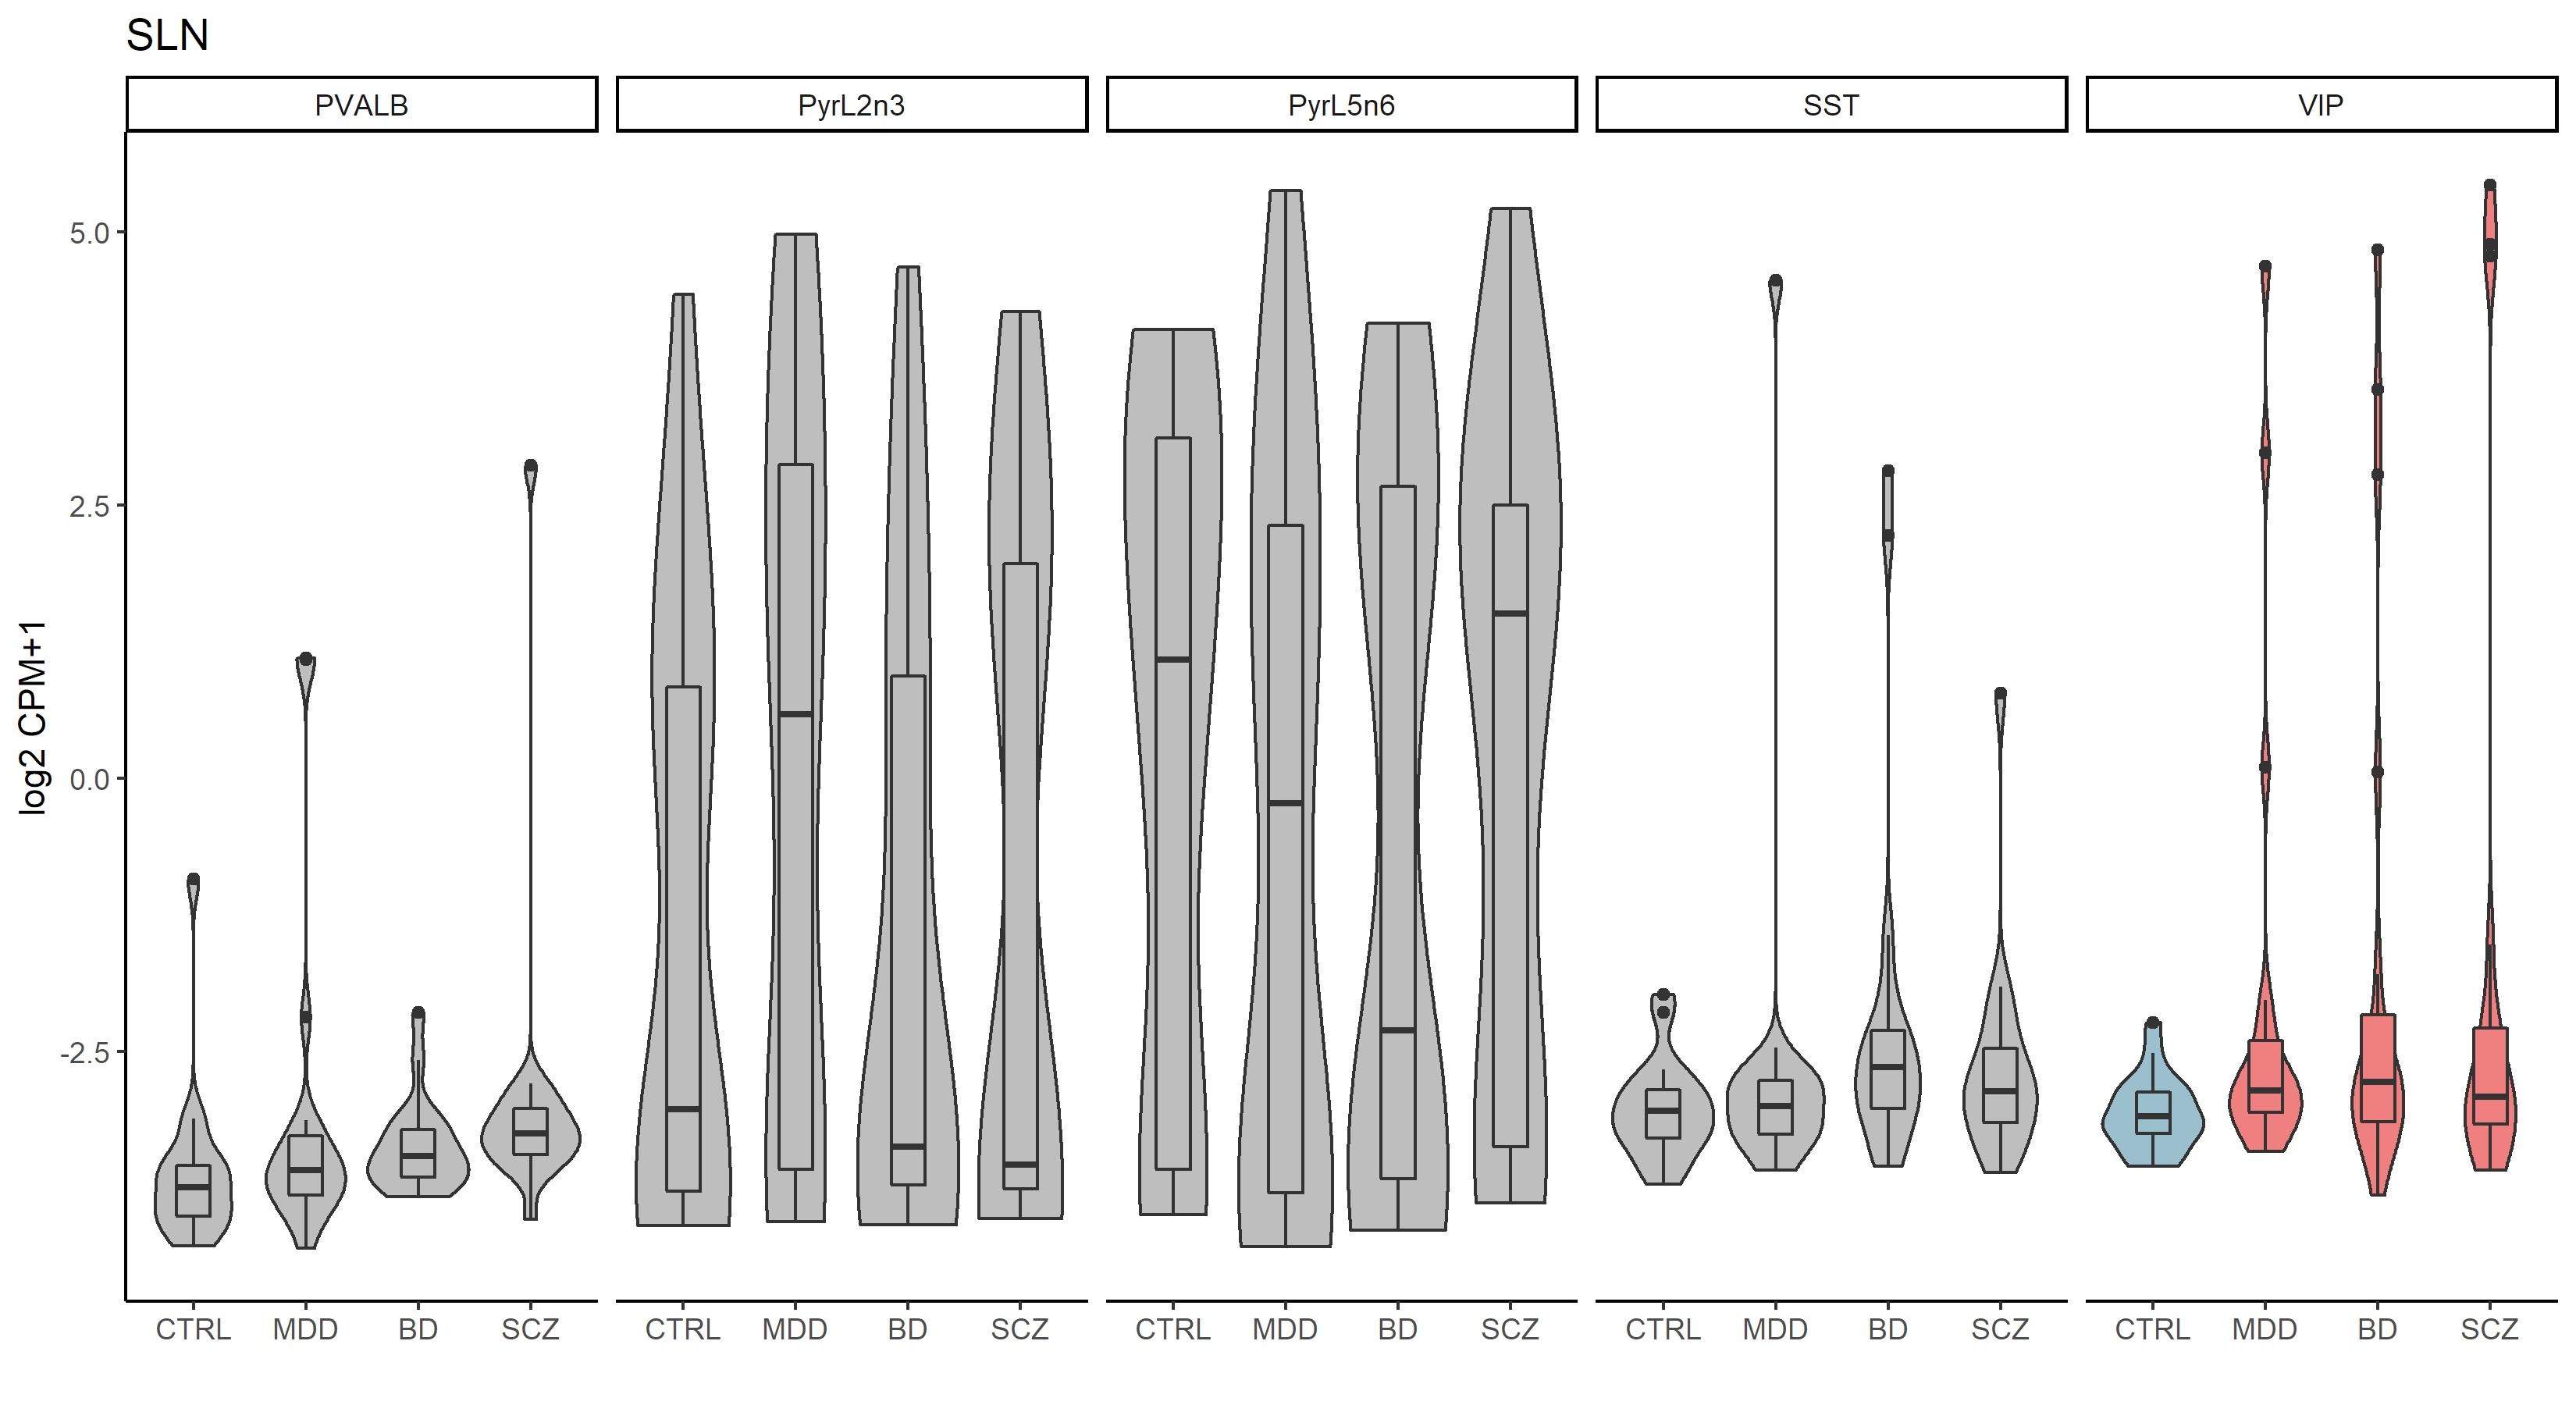 SLN
PVALB PyrL2n3 PyrL5n6 SST VIP
log2 CPM+1
5.0
2.5
0.0
-2.5
CTRL MDD BD SCZ CTRL MDD BD SCZ CTRL MDD BD SCZ CTRL MDD BD SCZ CTRL MDD BD SCZ